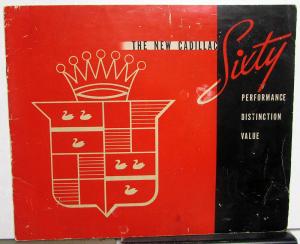 THE NEW CADILLAC
Sixty
PERFORMANCE
DISTINCTION
VALUE